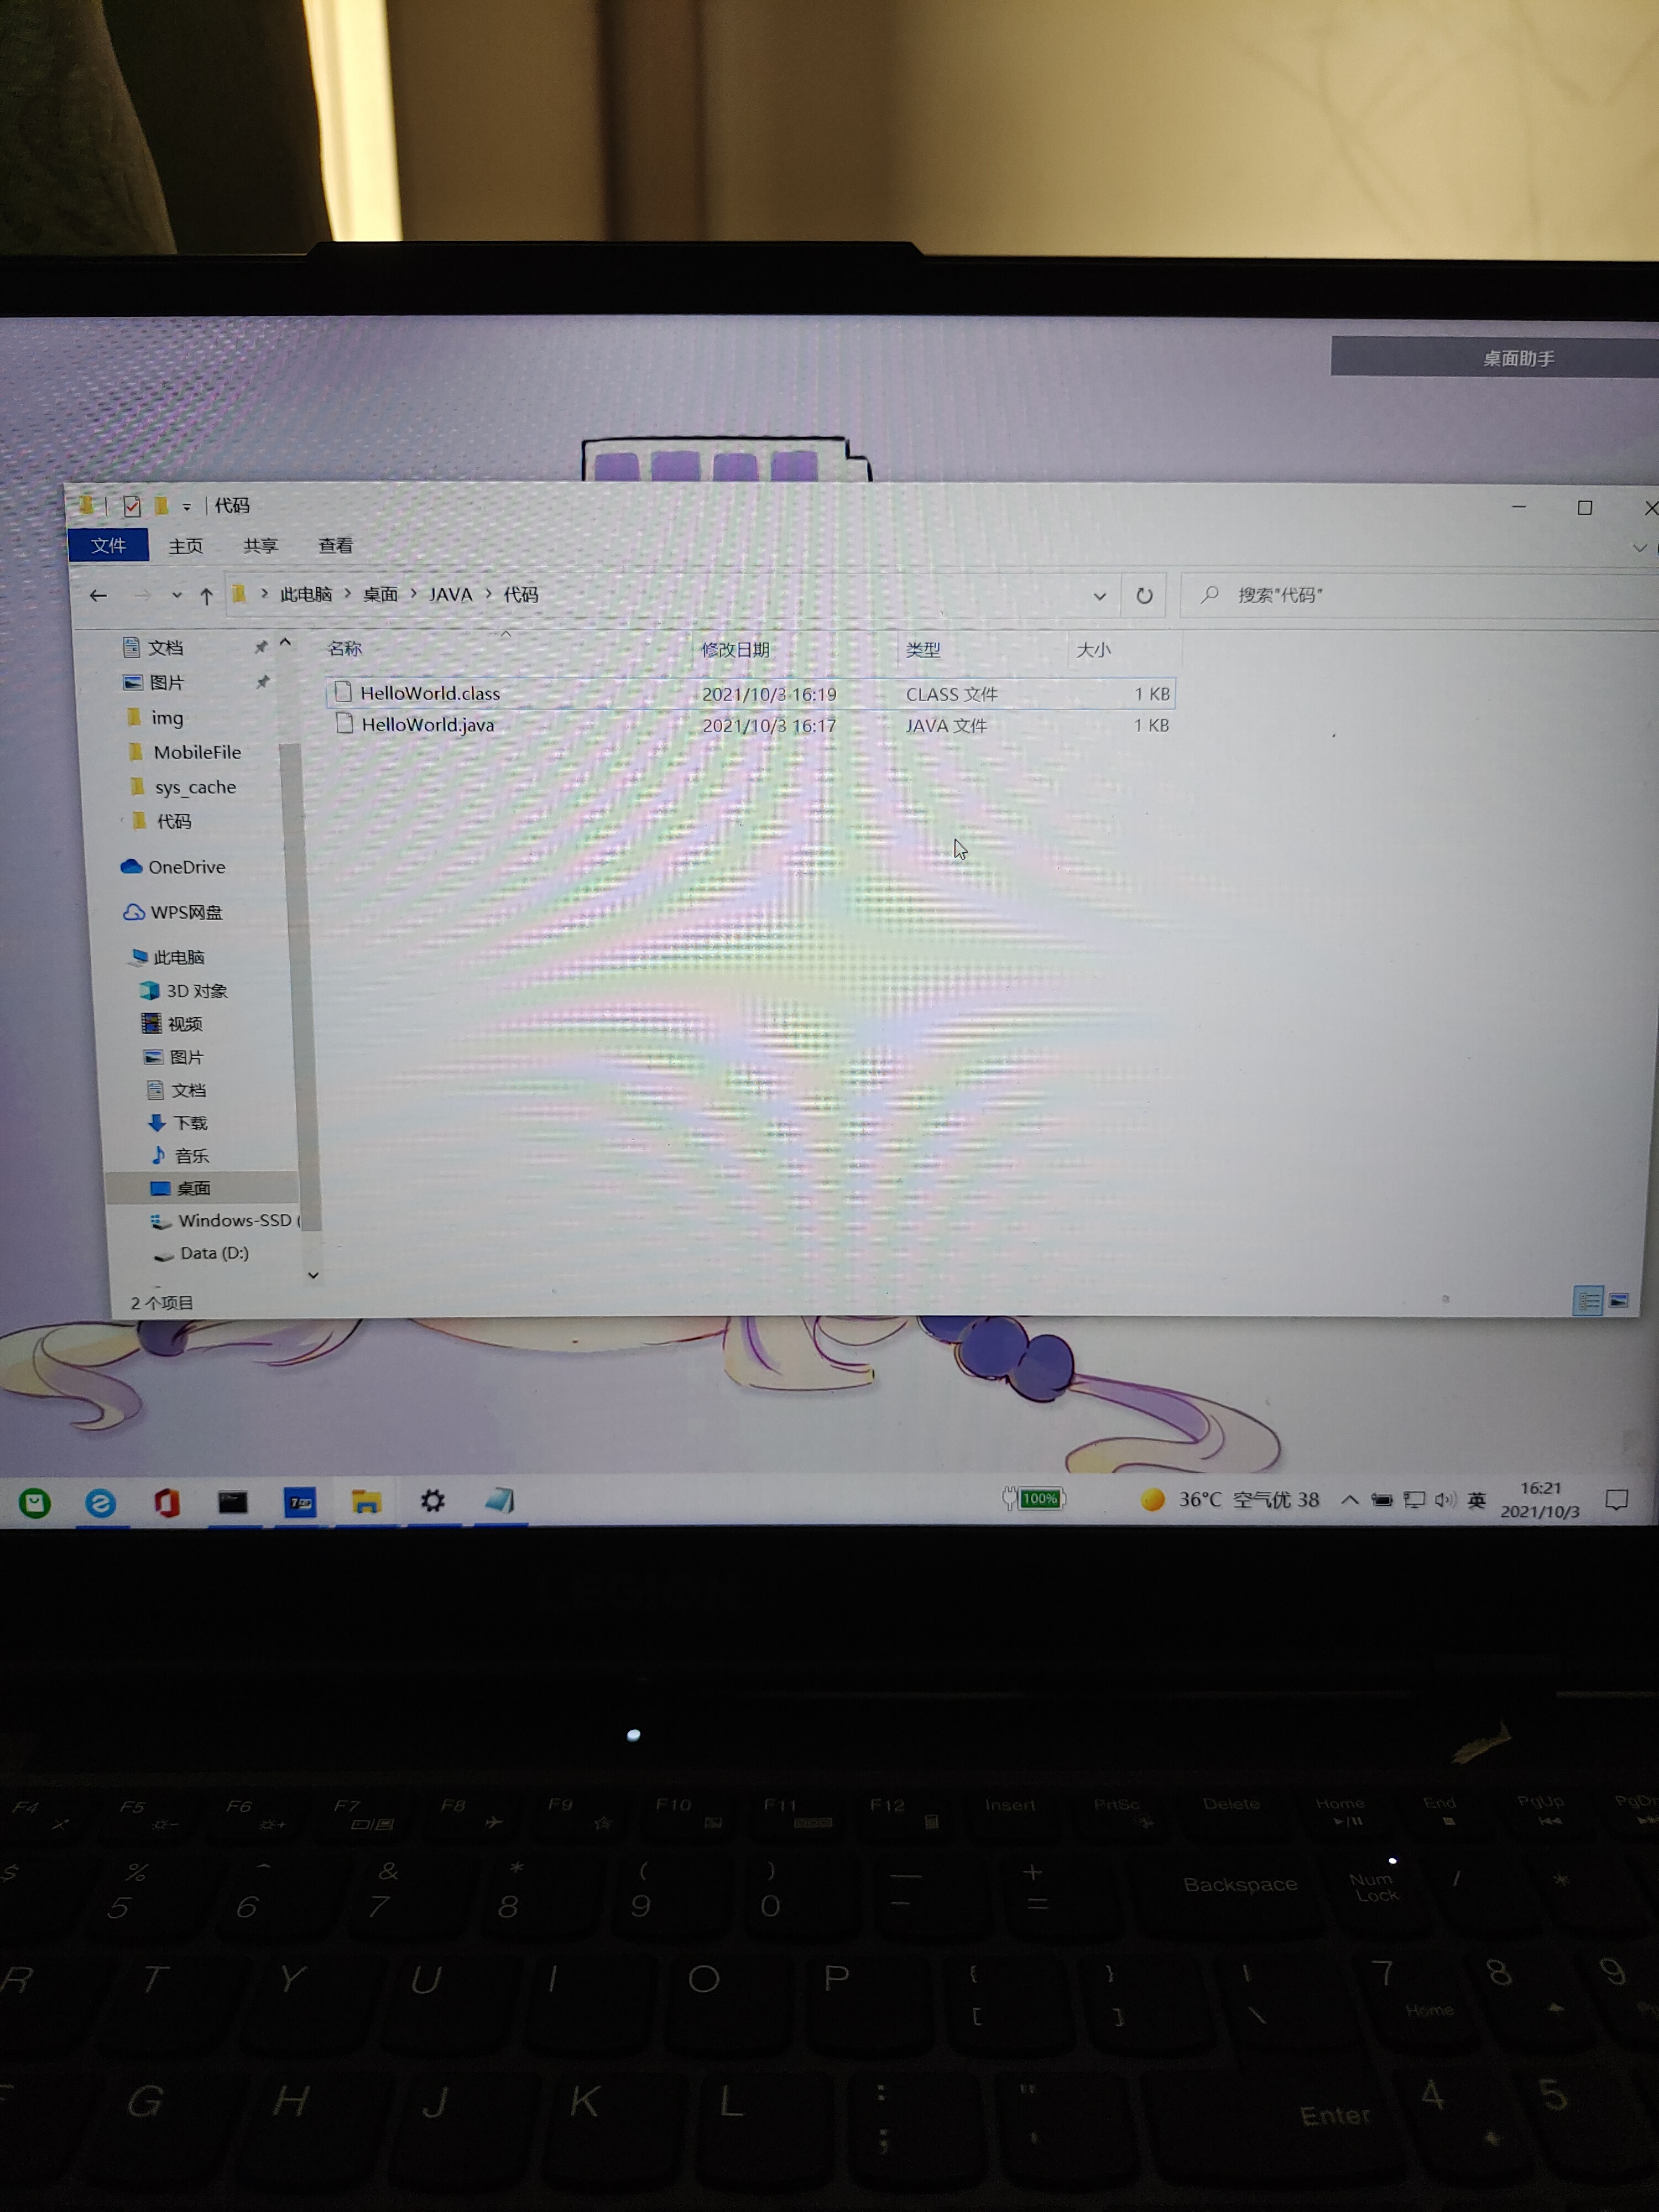 桌面助手
代码
文件 主页 共享 查看
此电脑 > 桌面 > JAVA > 代码
搜索"代码"
名称 修改日期 类型 大小
HelloWorld.class 2021/10/3 16:19 CLASS 文件 1 KB
HelloWorld.java 2021/10/3 16:17 JAVA 文件 1 KB
文档
图片
img
MobileFile
sys_cache
代码
OneDrive
WPS网盘
此电脑
3D 对象
视频
图片
文档
下载
音乐
桌面
Windows-SSD (
Data (D:)
2 个项目
100% 36°C 空气优 38 英 16:21
2021/10/3
F4 F5 F6 F7 F8 F9 F10 F11 F12 Insert PrtSc Delete Home End PgUp
$ % ^ & * ( ) — + Backspace Num Lock / *
5 6 7 8 9 0 - =
R T Y U I O P { } | 7 8 9
[ ] \ Home
G H J K L : " 4 5
; ' Enter